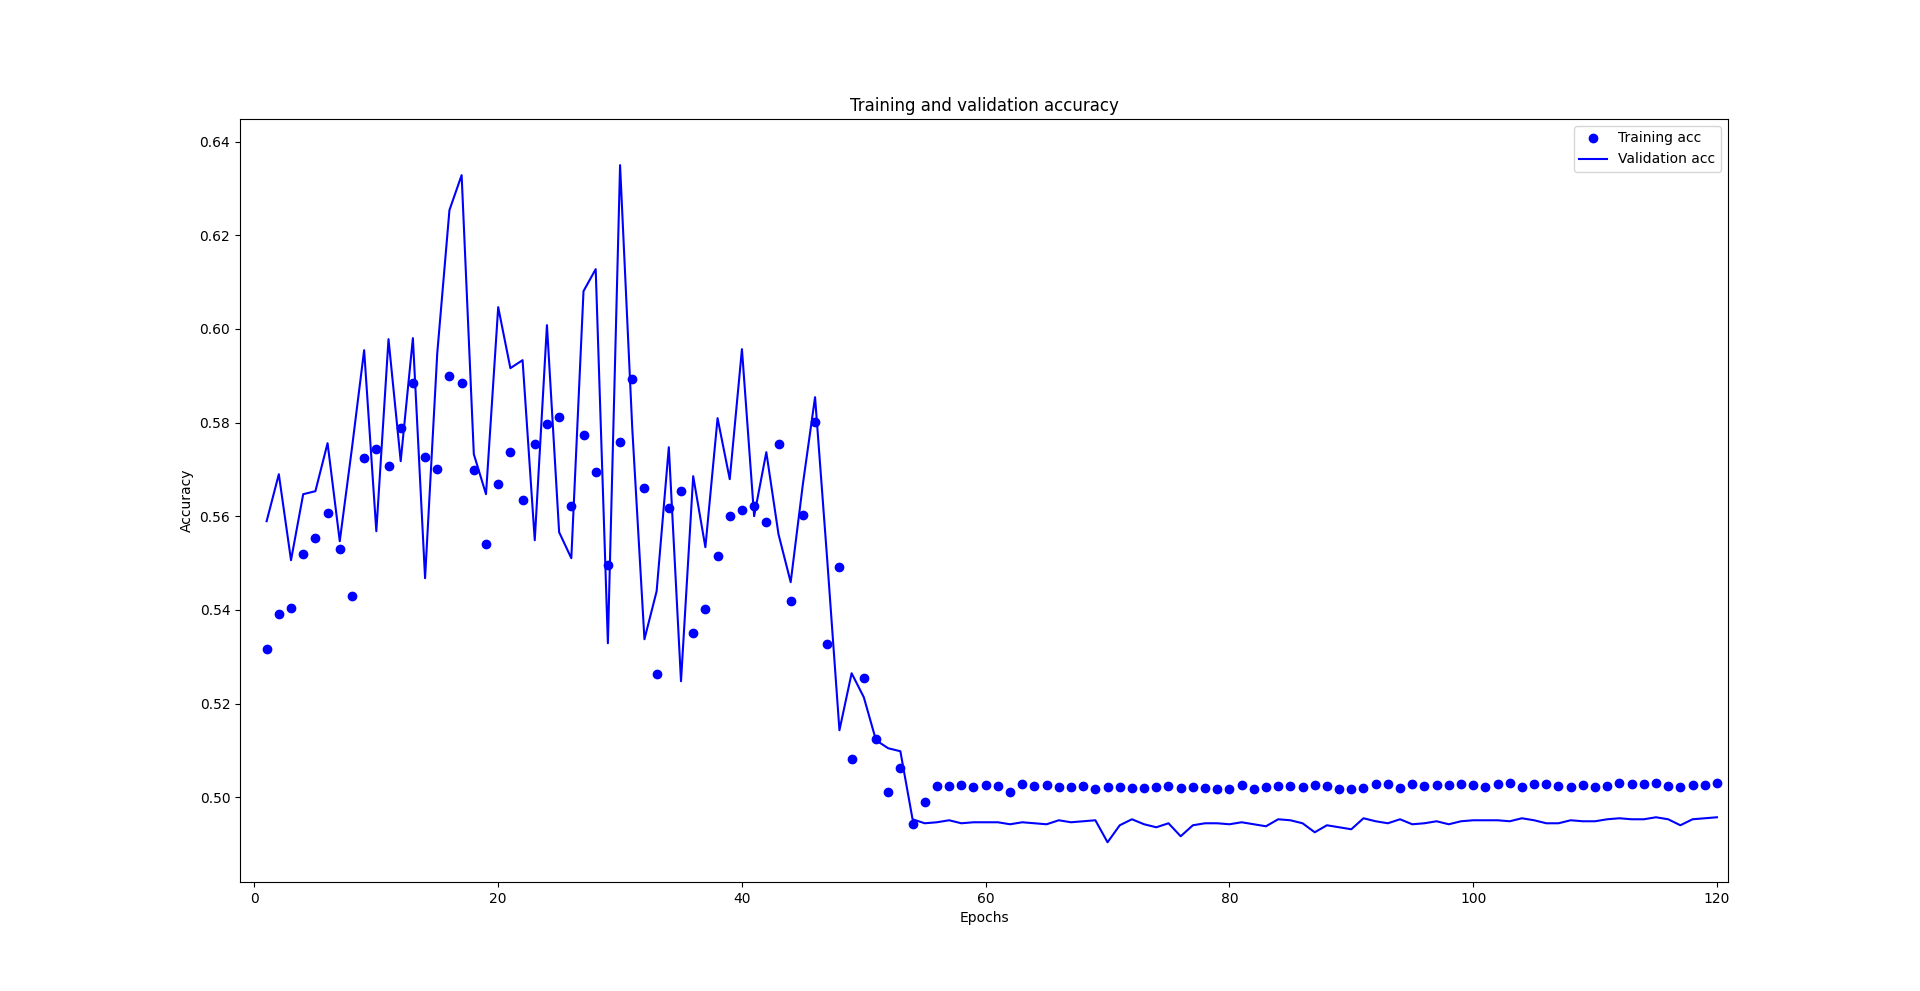 Training and validation accuracy
Training acc
Validation acc
Accuracy
0.64
0.62
0.60
0.58
0.56
0.54
0.52
0.50
0 20 40 60 80 100 120
Epochs